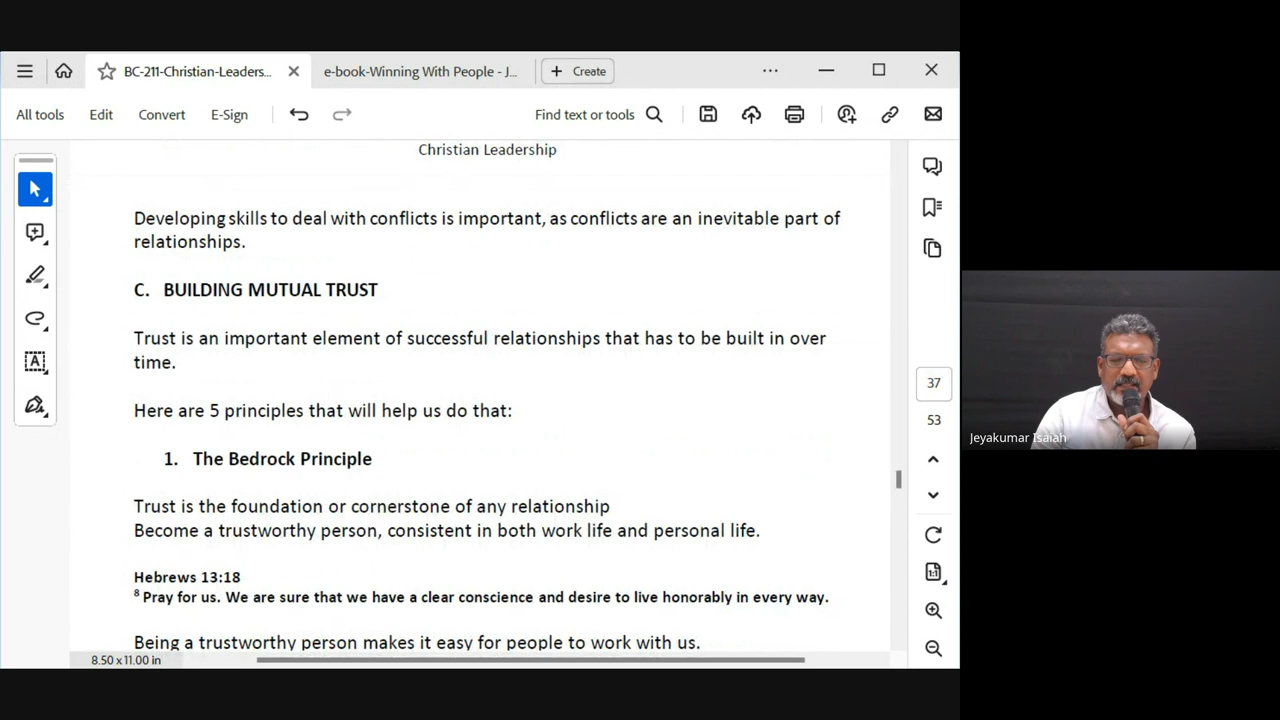 BC-211-Christian-Leaders...
e-book-Winning With People - J...
Create
All tools
Edit
Convert
E-Sign
Find text or tools
Christian Leadership
Developing skills to deal with conflicts is important, as conflicts are an inevitable part of
relationships.
C. BUILDING MUTUAL TRUST
Trust is an important element of successful relationships that has to be built in over
time.
Here are 5 principles that will help us do that:
1. The Bedrock Principle
Trust is the foundation or cornerstone of any relationship
Become a trustworthy person, consistent in both work life and personal life.
Hebrews 13:18
8 Pray for us. We are sure that we have a clear conscience and desire to live honorably in every way.
Being a trustworthy person makes it easy for people to work with us.
8.50 x 11.00 in
37
53
1:1
Jeyakumar Isaiah